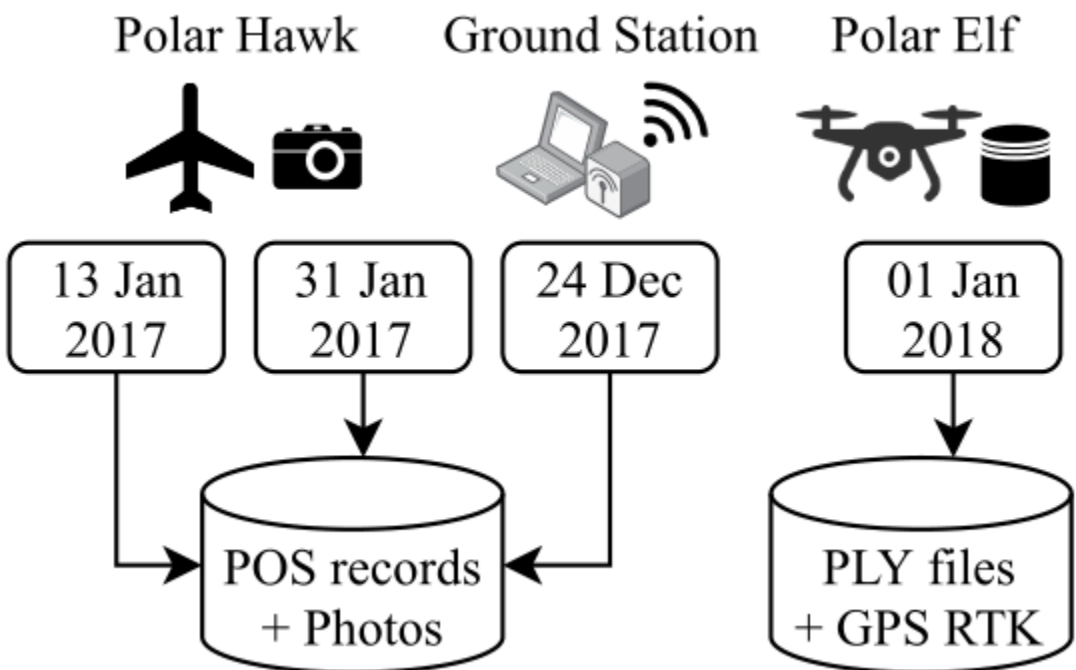 Polar Hawk
Ground Station
Polar Elf
13 Jan
2017
31 Jan
2017
24 Dec
2017
01 Jan
2018
POS records
+ Photos
PLY files
+ GPS RTK